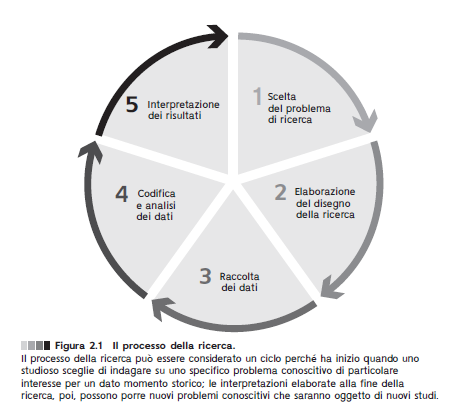 1 Scelta
del problema
di ricerca
2 Elaborazione
del disegno
della ricerca
3 Raccolta
dei dati
4 Codifica
e analisi
dei dati
5 Interpretazione
dei risultati
Figura 2.1 Il processo della ricerca.
Il processo della ricerca può essere considerato un ciclo perché ha inizio quando uno
studioso sceglie di indagare su uno specifico problema conoscitivo di particolare
interesse per un dato momento storico; le interpretazioni elaborate alla fine della
ricerca, poi, possono porre nuovi problemi conoscitivi che saranno oggetto di nuovi studi.